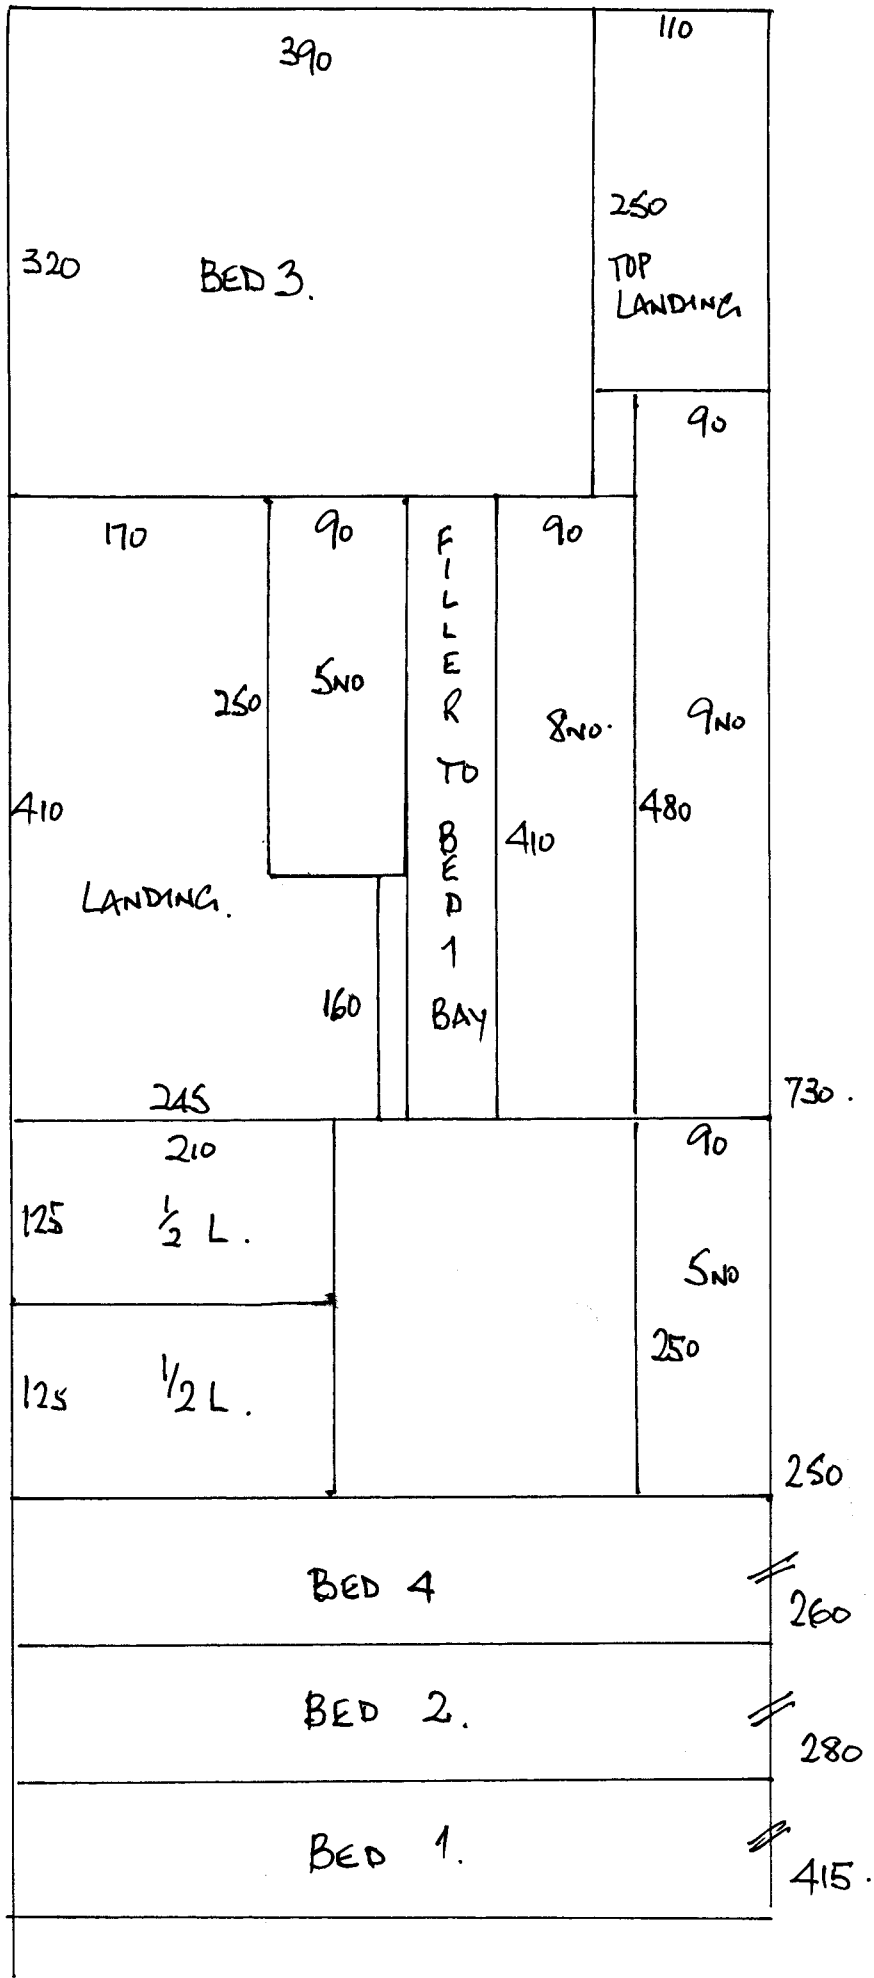 390
110
320
BED 3.
250
TOP
LANDING
90
170
90
FILLER TO BED 1 BAY
90
250
5NO
8NO.
9NO
410
410
480
LANDING.
160
245
730.
210
90
125
1/2 L.
5NO
250
125
1/2 L.
250
BED 4
260
BED 2.
280
BED 1.
415.